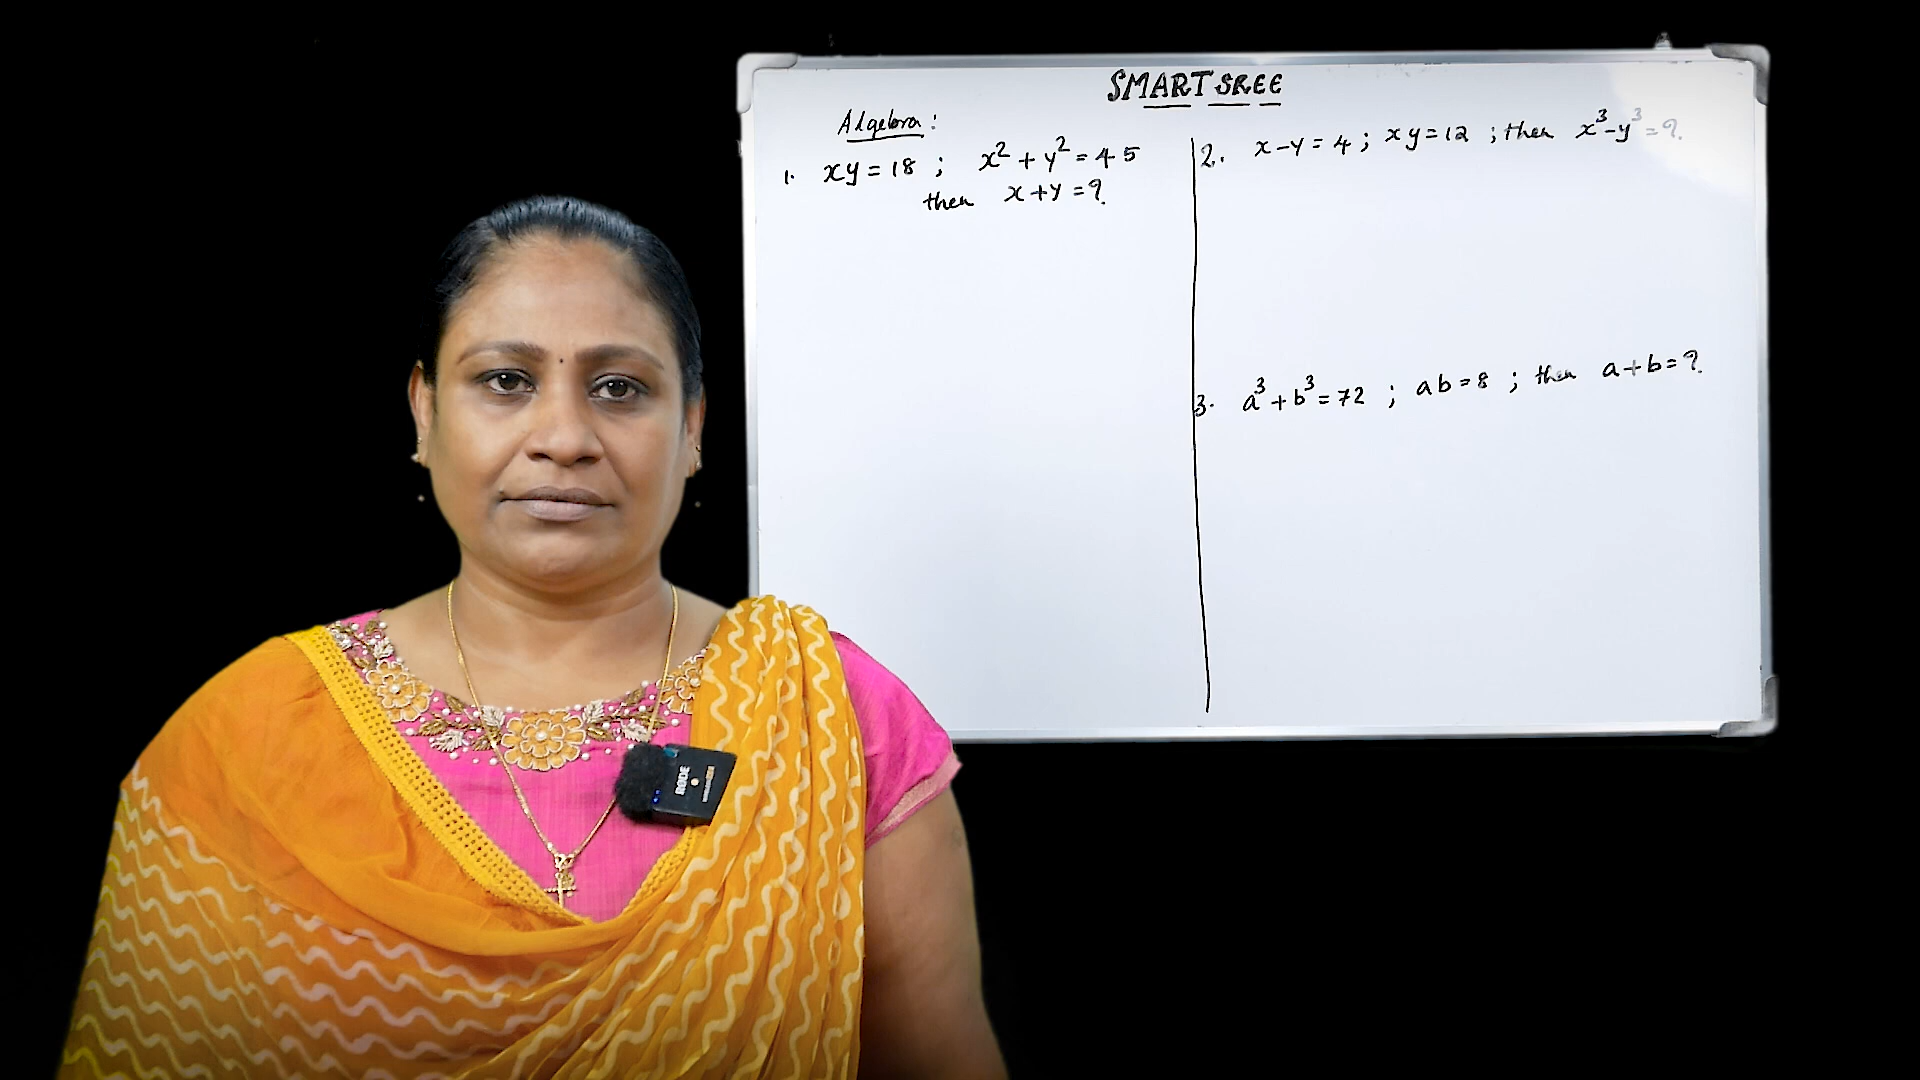 SMART SREE
Algebra:
1. xy = 18 ; x² + y² = 45
then x + y = ?
2. x - y = 4 ; xy = 12 ; then x³ - y³ = ?
3. a³ + b³ = 72 ; ab = 8 ; then a + b = ?
RODE